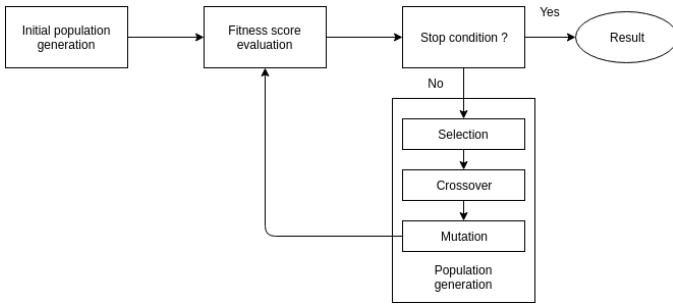 Initial population
generation
Fitness score
evaluation
Stop condition ?
Yes
Result
No
Selection
Crossover
Mutation
Population
generation